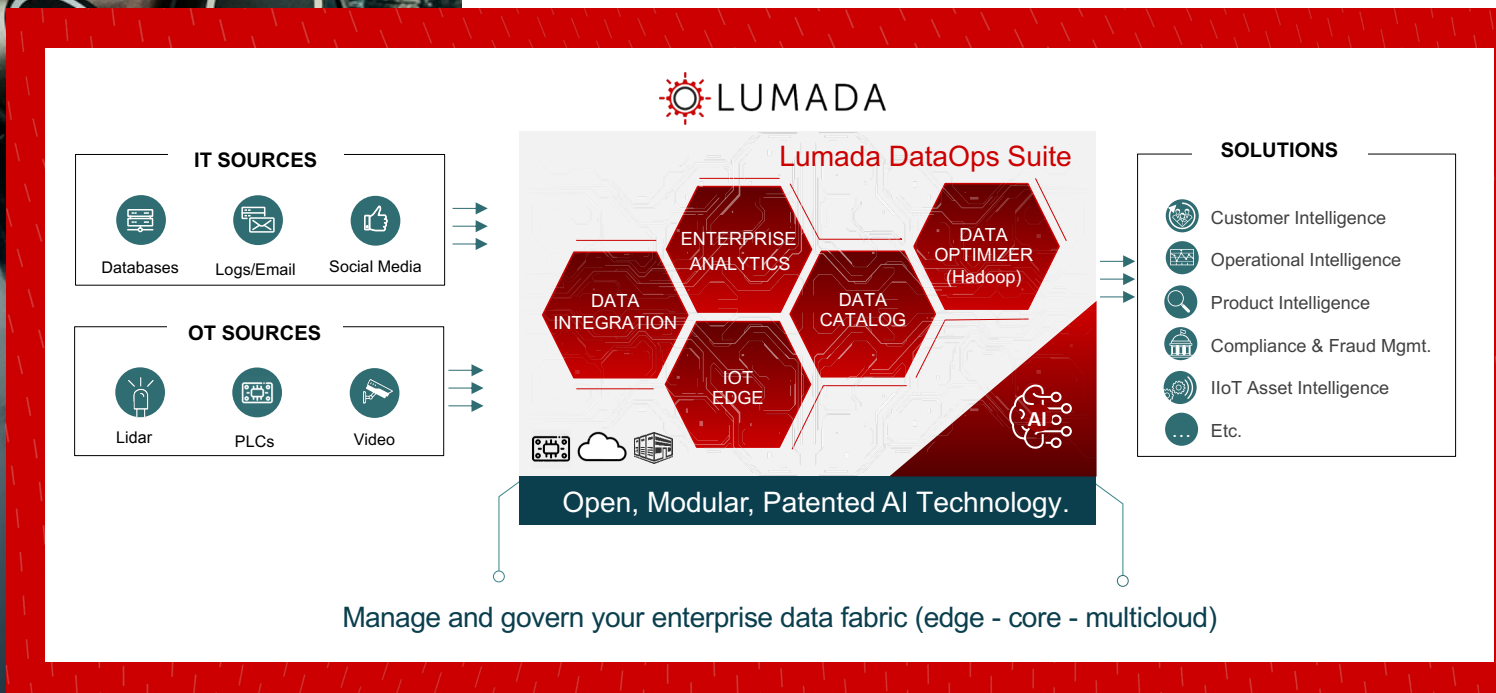 LUMADA
IT SOURCES
Databases
Logs/Email
Social Media
OT SOURCES
Lidar
PLCs
Video
Lumada DataOps Suite
ENTERPRISE
ANALYTICS
DATA
OPTIMIZER
(Hadoop)
DATA
INTEGRATION
DATA
CATALOG
IOT
EDGE
AI
Open, Modular, Patented AI Technology.
SOLUTIONS
Customer Intelligence
Operational Intelligence
Product Intelligence
Compliance & Fraud Mgmt.
IIoT Asset Intelligence
... Etc.
Manage and govern your enterprise data fabric (edge - core - multicloud)